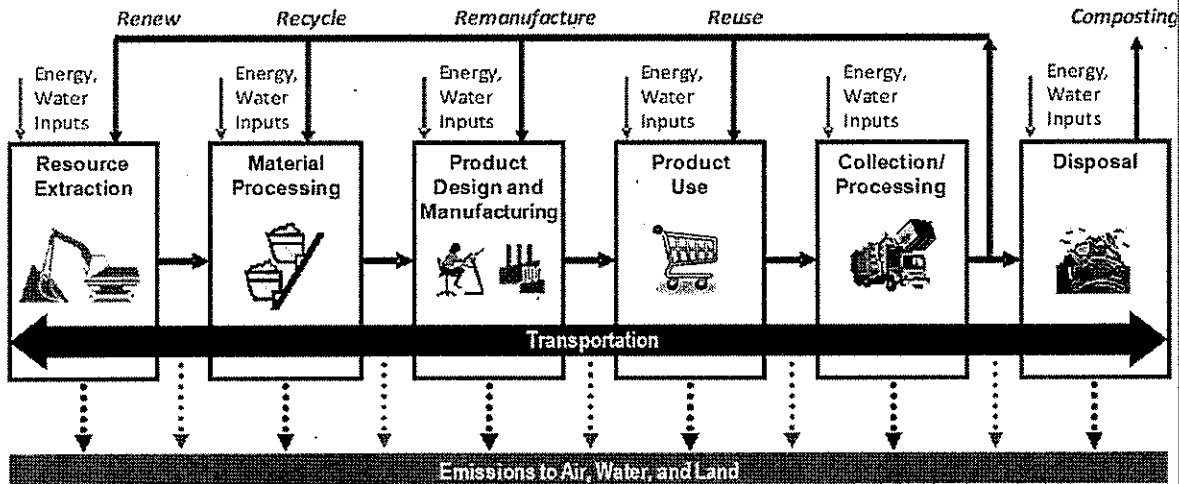 Renew
Recycle
Remanufacture
Reuse
Composting
Energy,
Water
Inputs
Energy,
Water
Inputs
Energy,
Water
Inputs
Energy,
Water
Inputs
Energy,
Water
Inputs
Energy,
Water
Inputs
Resource
Extraction
Material
Processing
Product
Design and
Manufacturing
Product
Use
Collection/
Processing
Disposal
Transportation
Emissions to Air, Water, and Land